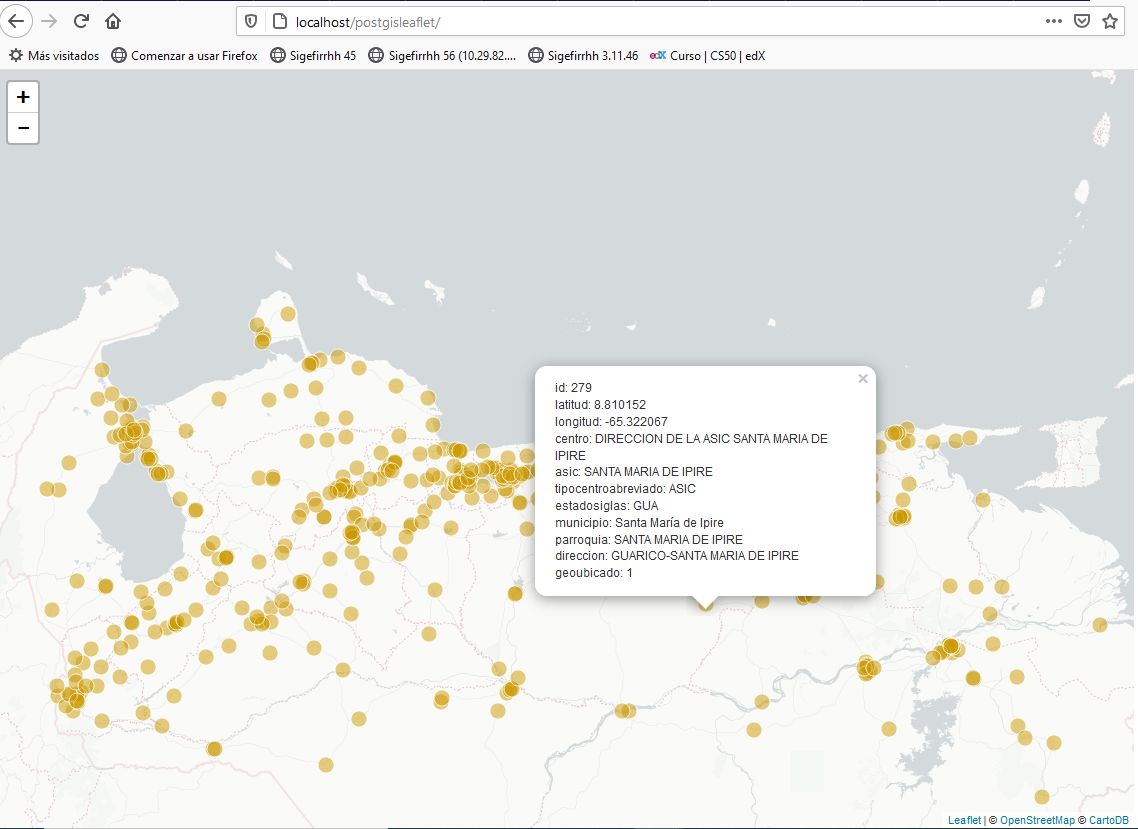 localhost/postgisleaflet/
Más visitados Comenzar a usar Firefox Sigefirrhh 45 Sigefirrhh 56 (10.29.82.... Sigefirrhh 3.11.46 edX Curso | CS50 | edX
+
−
×
id: 279
latitud: 8.810152
longitud: -65.322067
centro: DIRECCION DE LA ASIC SANTA MARIA DE
IPIRE
asic: SANTA MARIA DE IPIRE
tipocentroabreviado: ASIC
estadosiglas: GUA
municipio: Santa María de Ipire
parroquia: SANTA MARIA DE IPIRE
direccion: GUARICO-SANTA MARIA DE IPIRE
geoubicado: 1
Leaflet | © OpenStreetMap © CartoDB